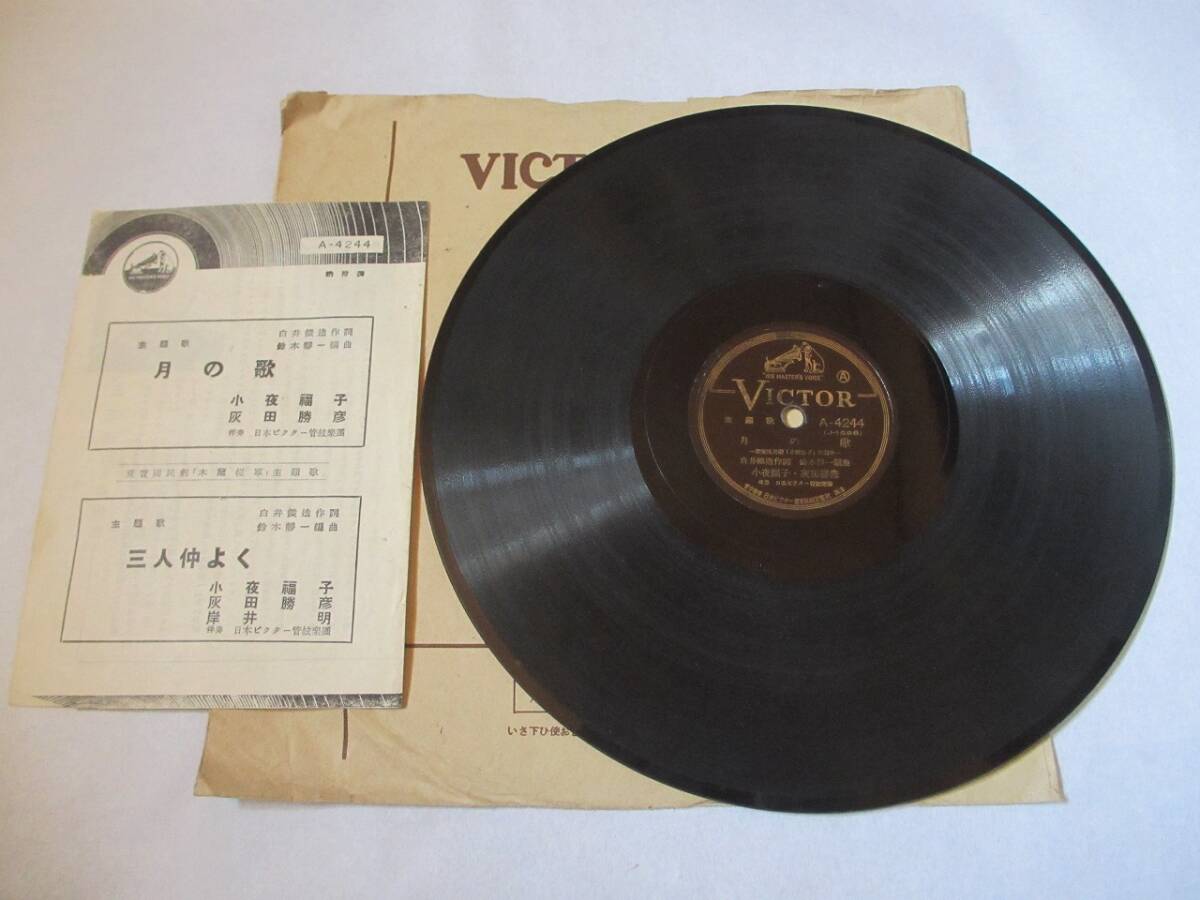 VICT
A-4244
主題歌
白井鐵造作詞
鈴木靜一編曲
月の歌
小夜福子
灰田勝彦
伴奏 日本ビクター管絃樂團
東寶國民劇「木蘭從軍」主題歌
主題歌
白井鐵造作詞
鈴木靜一編曲
三人仲よく
小夜福子
灰田勝彦
岸井明
伴奏 日本ビクター管絃樂團
いさ下ひ使お
"HIS MASTER'S VOICE"
A
VICTOR
主題歌
A-4244
月の歌
白井鐵造作詞 鈴木靜一編曲
小夜福子・灰田勝彦
伴奏 日本ビクター管絃樂團